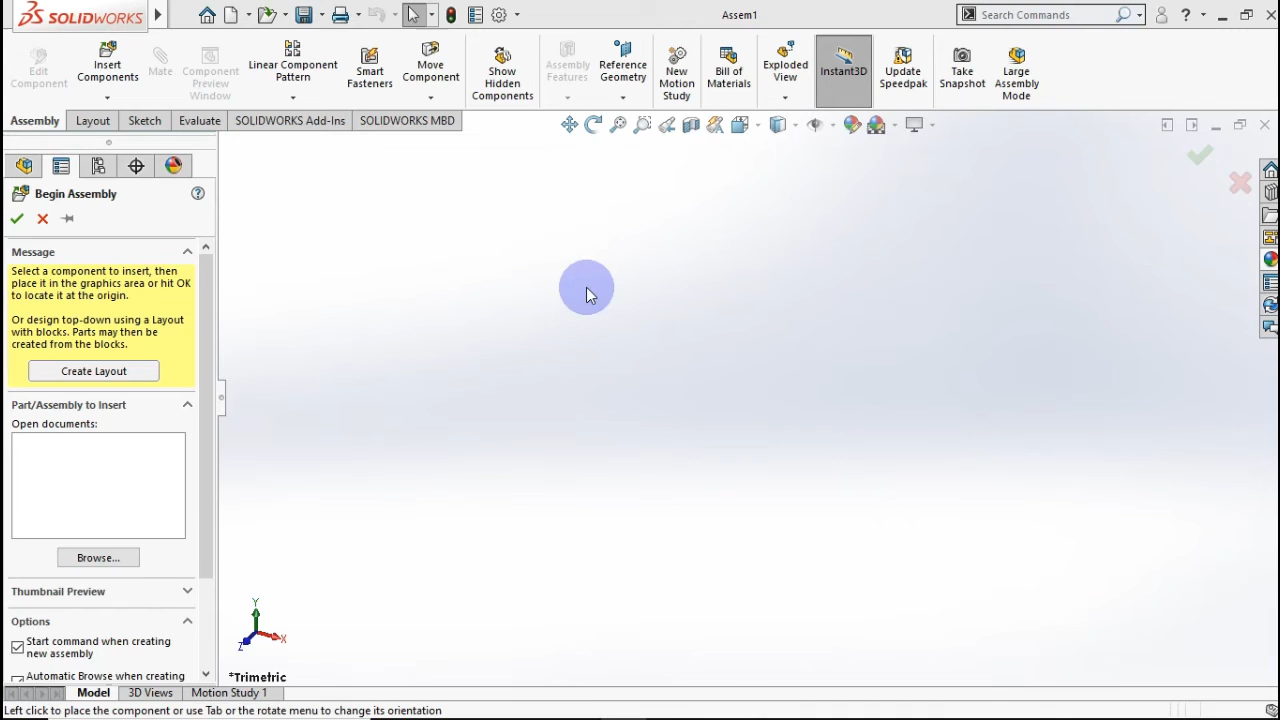 SOLIDWORKS
Assem1
Search Commands
?
Edit
Component
Insert
Components
Mate
Component
Preview
Window
Linear Component
Pattern
Smart
Fasteners
Move
Component
Show
Hidden
Components
Assembly
Features
Reference
Geometry
New
Motion
Study
Bill of
Materials
Exploded
View
Instant3D
Update
Speedpak
Take
Snapshot
Large
Assembly
Mode
Assembly
Layout
Sketch
Evaluate
SOLIDWORKS Add-Ins
SOLIDWORKS MBD
Begin Assembly
?
Message
Select a component to insert, then
place it in the graphics area or hit OK
to locate it at the origin.
Or design top-down using a Layout
with blocks. Parts may then be
created from the blocks.
Create Layout
Part/Assembly to Insert
Open documents:
Browse...
Thumbnail Preview
Options
Start command when creating
new assembly
Automatic Browse when creating
Y
X
Z
*Trimetric
Model
3D Views
Motion Study 1
Left click to place the component or use Tab or the rotate menu to change its orientation